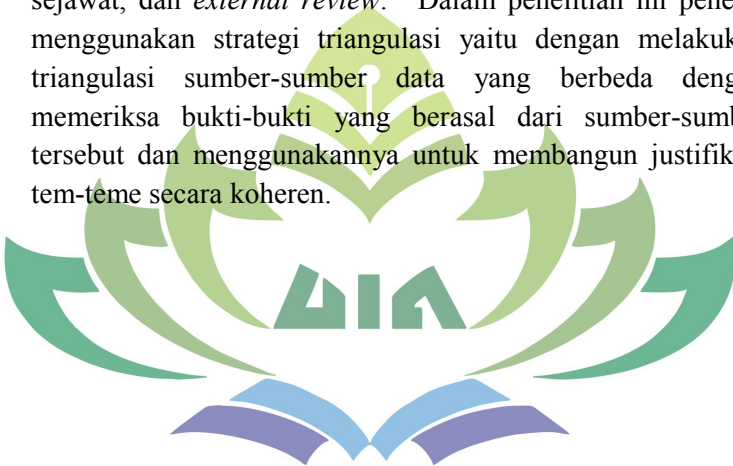 sejawat, dan external review. Dalam penelitian ini pene
menggunakan strategi triangulasi yaitu dengan melakuk
triangulasi sumber-sumber data yang berbeda deng
memeriksa bukti-bukti yang berasal dari sumber-sumb
tersebut dan menggunakannya untuk membangun justifik
tem-teme secara koheren.
UIN